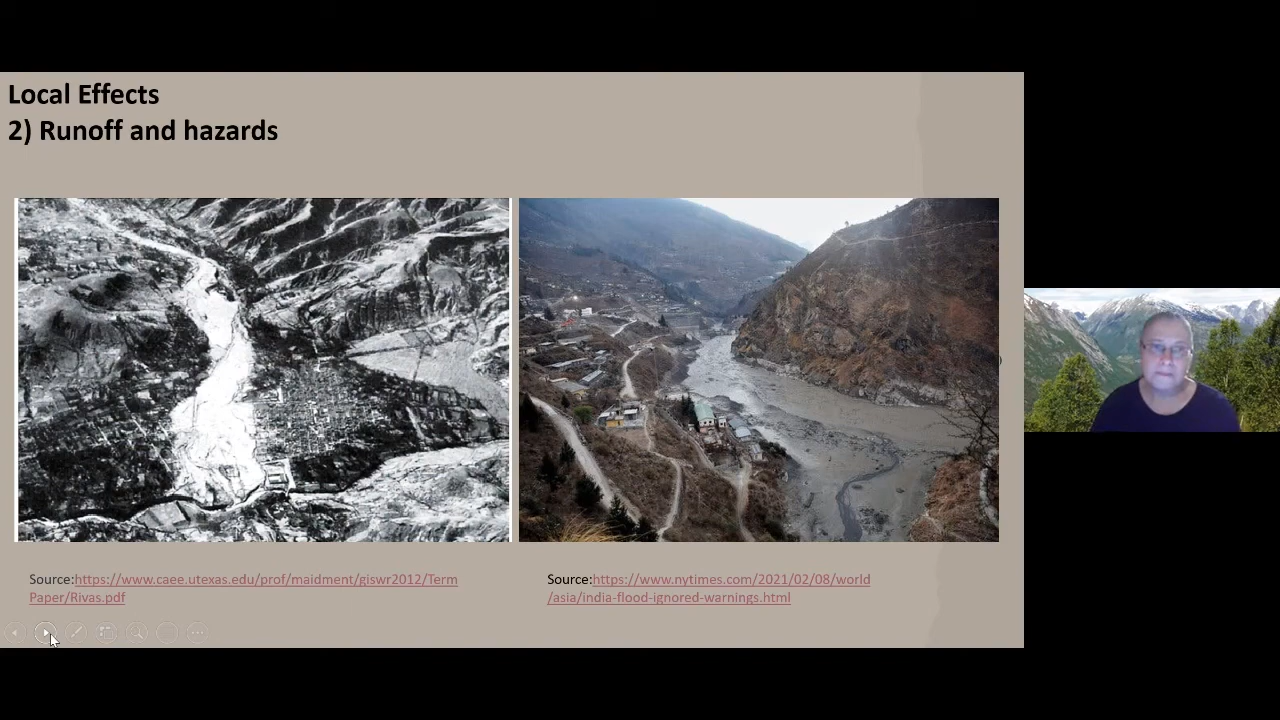 Local Effects
2) Runoff and hazards
Source:https://www.caee.utexas.edu/prof/maidment/giswr2012/Term
Paper/Rivas.pdf
Source:https://www.nytimes.com/2021/02/08/world
/asia/india-flood-ignored-warnings.html